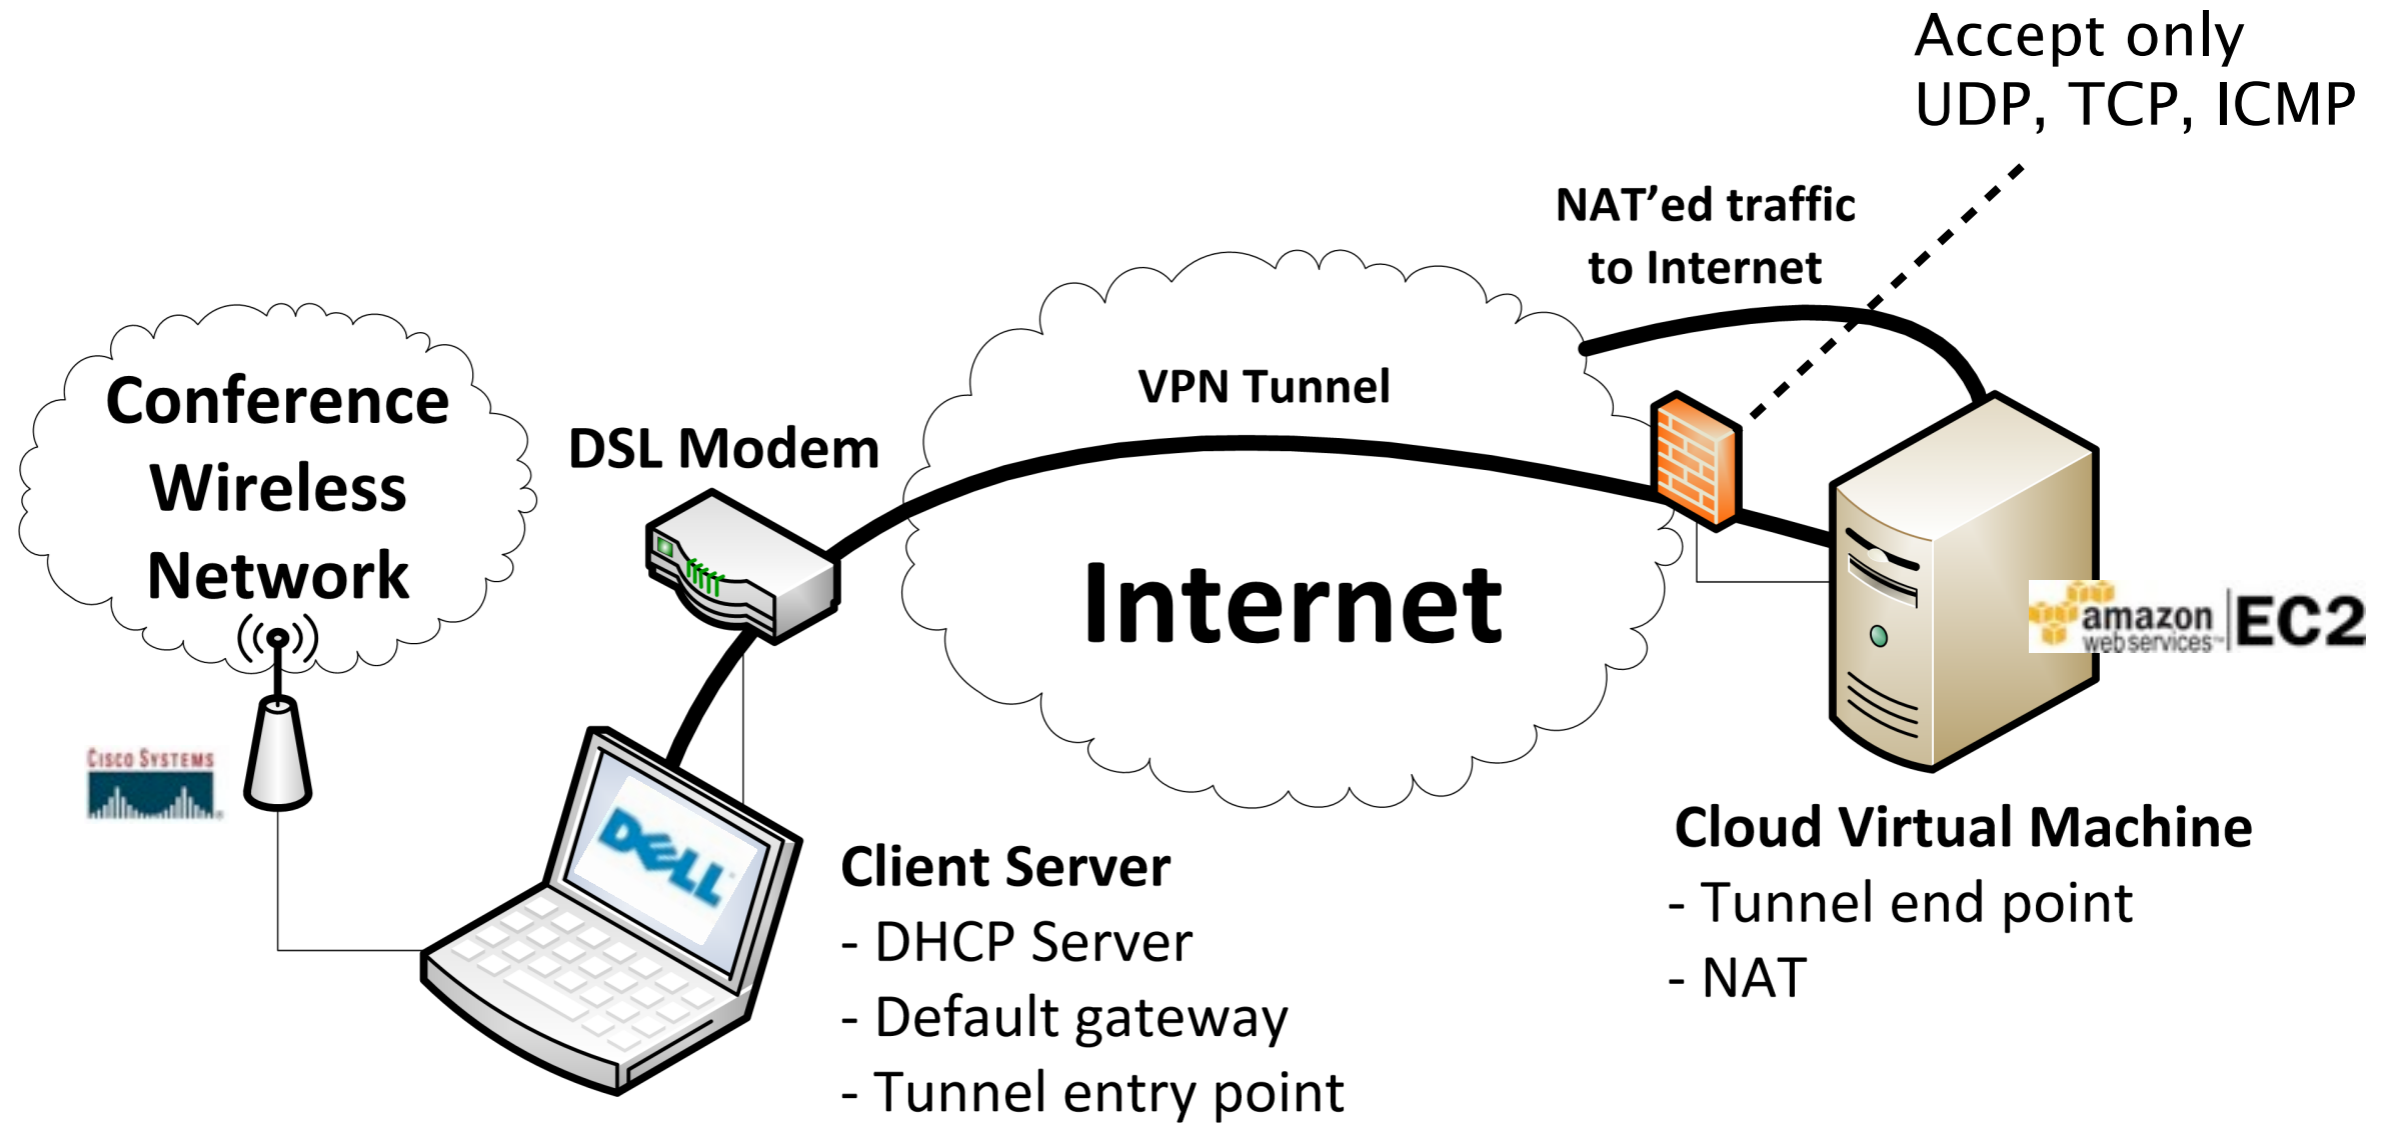 Accept only
UDP, TCP, ICMP
NAT’ed traffic
to Internet
VPN Tunnel
Conference
Wireless
Network
DSL Modem
Internet
amazon
webservices™
EC2
CISCO SYSTEMS
®
DELL
Client Server
- DHCP Server
- Default gateway
- Tunnel entry point
Cloud Virtual Machine
- Tunnel end point
- NAT